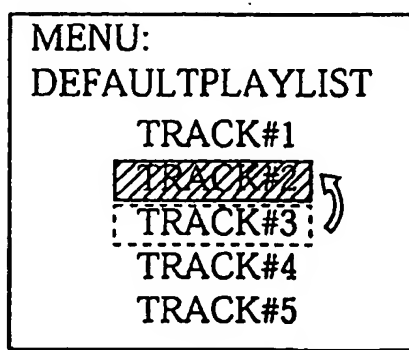 MENU:
DEFAULTPLAYLIST
TRACK#1
TRACK#2
TRACK#3
TRACK#4
TRACK#5